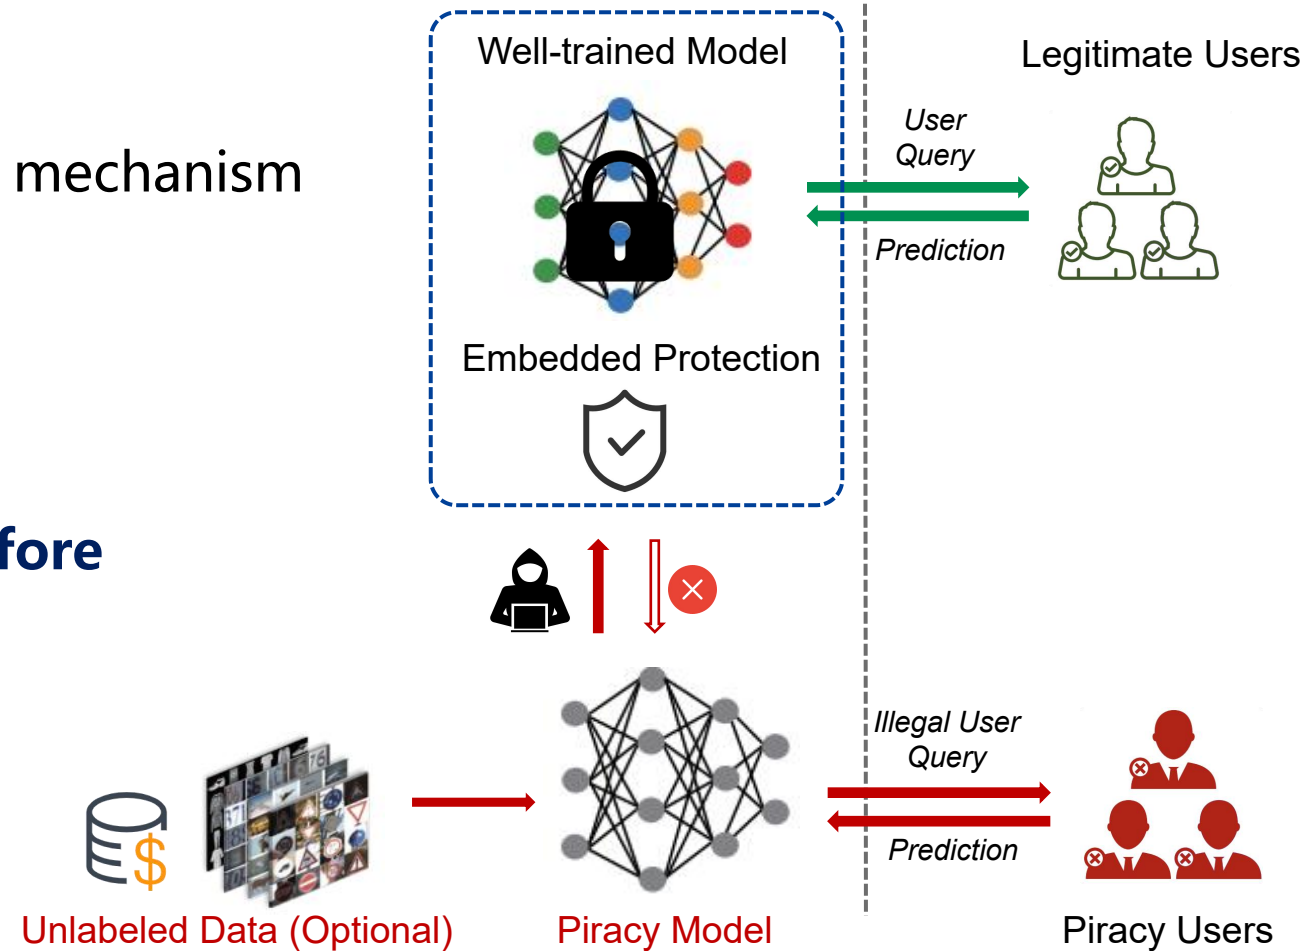 Well-trained Model
Legitimate Users
User
Query
mechanism
Prediction
Embedded Protection
fore
Illegal User
Query
Prediction
Unlabeled Data (Optional)
Piracy Model
Piracy Users